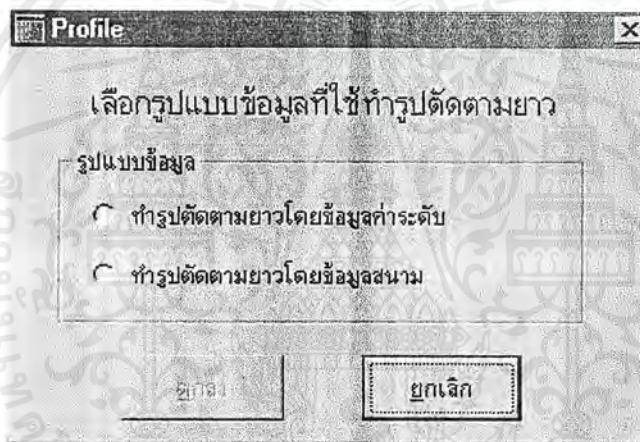 Profile
เลือกรูปแบบข้อมูลที่ใช้ทำรูปตัดตามยาว
รูปแบบข้อมูล
ทำรูปตัดตามยาวโดยข้อมูลค่าระดับ
ทำรูปตัดตามยาวโดยข้อมูลสนาม
ตกลง
ยกเลิก